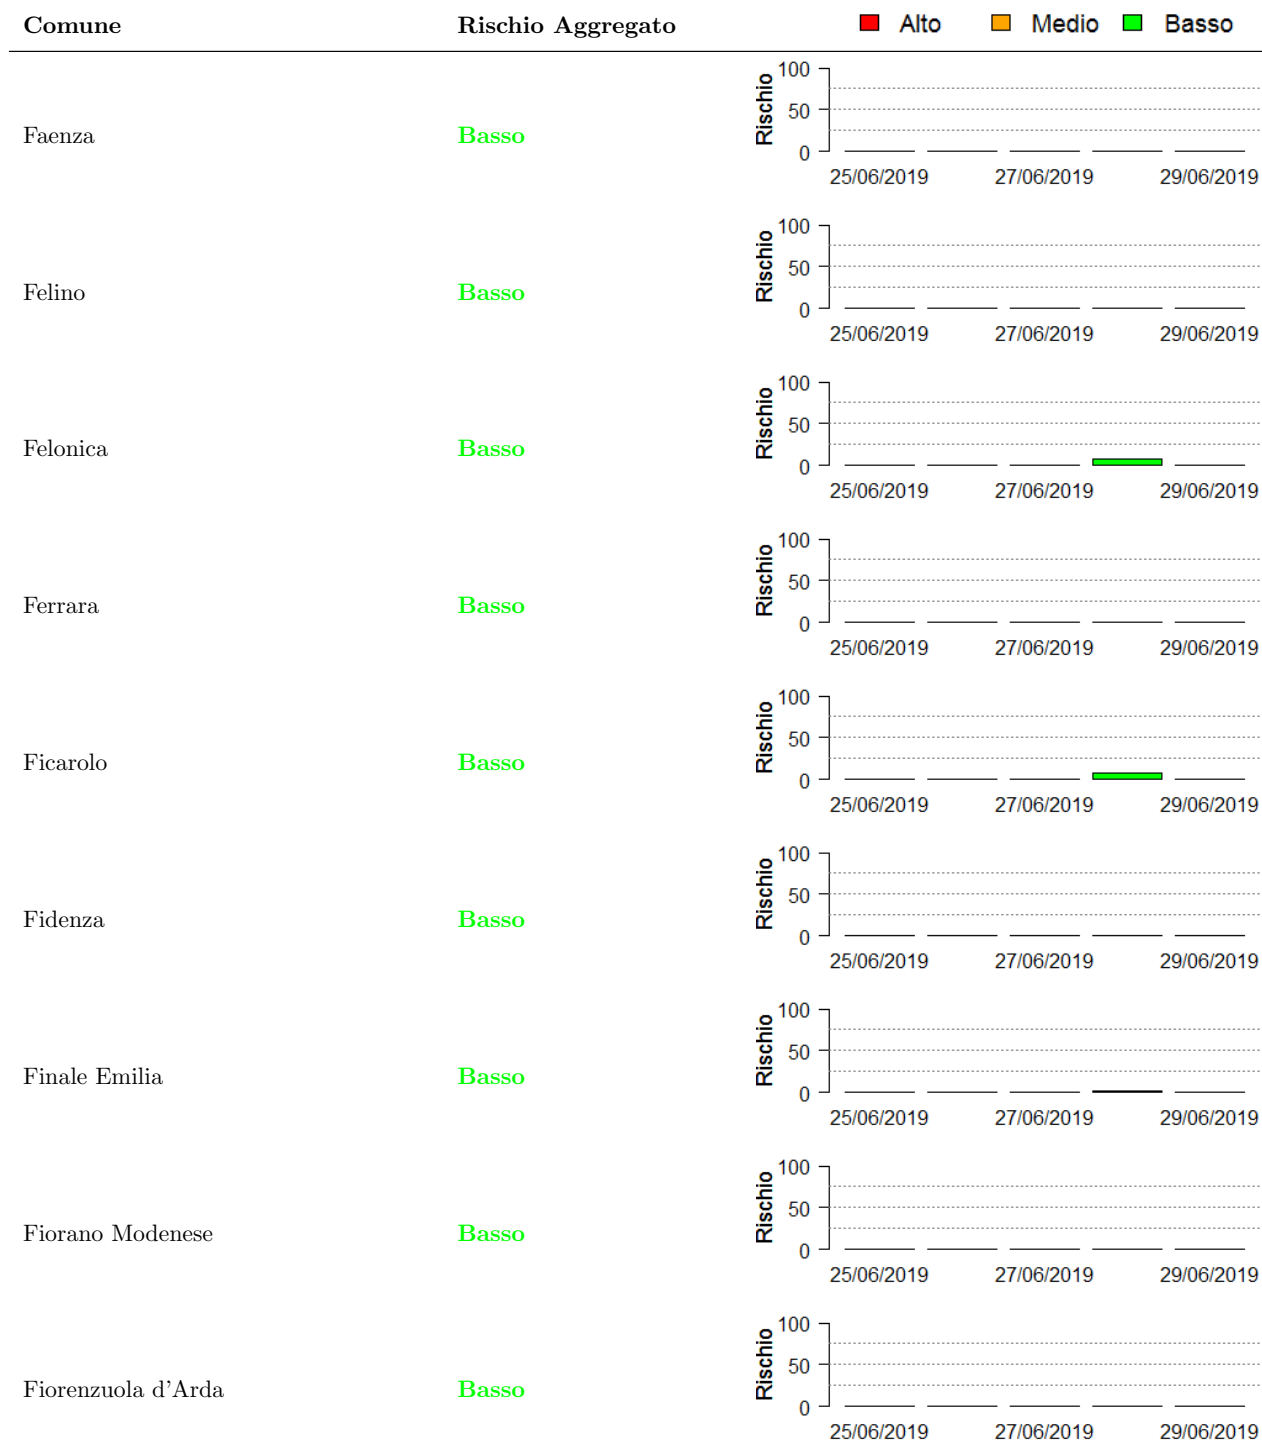 Comune Rischio Aggregato Alto Medio Basso
100
Rischio
50
Faenza Basso
0
25/06/2019 27/06/2019 29/06/2019
100
Rischio
50
Felino Basso
0
25/06/2019 27/06/2019 29/06/2019
100
Rischio
50
Felonica Basso
0
25/06/2019 27/06/2019 29/06/2019
100
Rischio
50
Ferrara Basso
0
25/06/2019 27/06/2019 29/06/2019
100
Rischio
50
Ficarolo Basso
0
25/06/2019 27/06/2019 29/06/2019
100
Rischio
50
Fidenza Basso
0
25/06/2019 27/06/2019 29/06/2019
100
Rischio
50
Finale Emilia Basso
0
25/06/2019 27/06/2019 29/06/2019
100
Rischio
50
Fiorano Modenese Basso
0
25/06/2019 27/06/2019 29/06/2019
100
Rischio
50
Fiorenzuola d'Arda Basso
0
25/06/2019 27/06/2019 29/06/2019